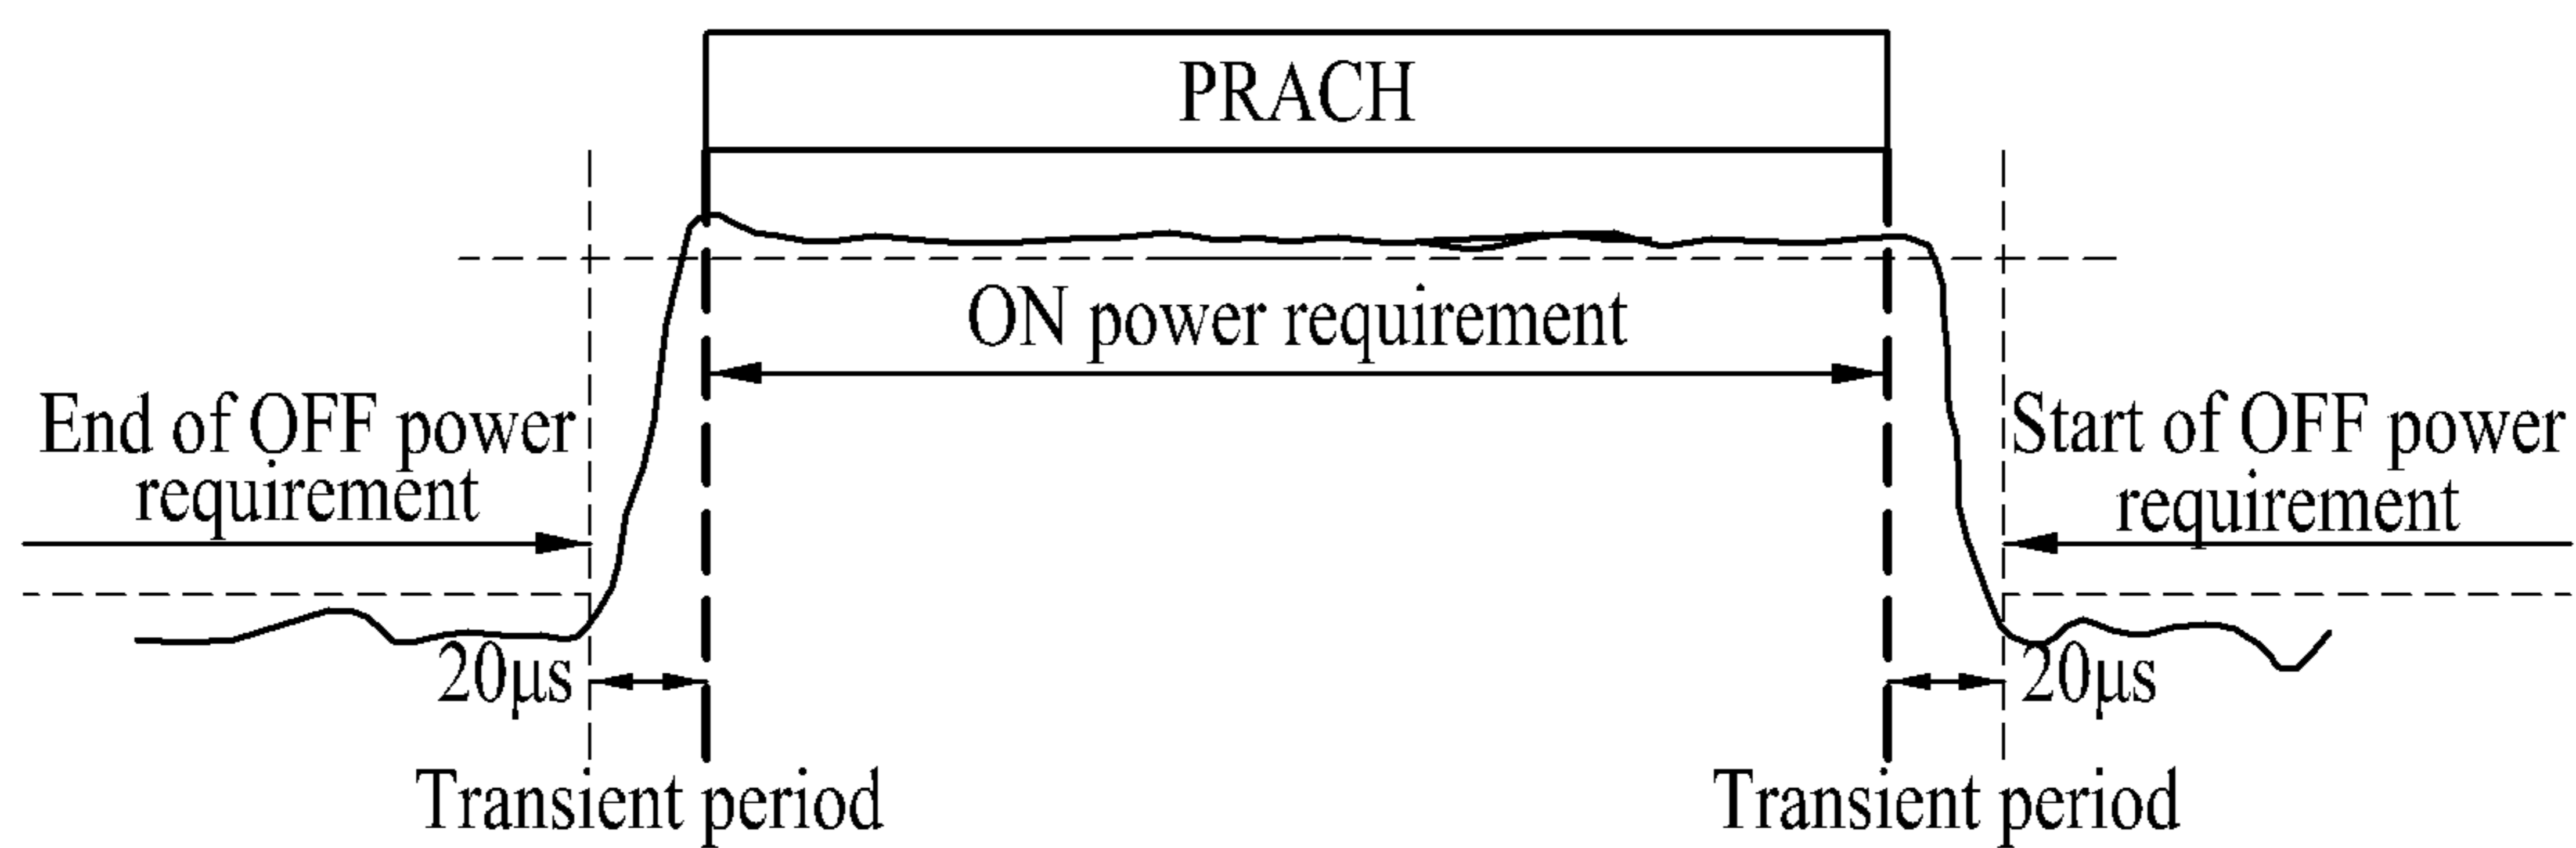 PRACH
ON power requirement
End of OFF power
requirement
Start of OFF power
requirement
20μs
20μs
Transient period
Transient period